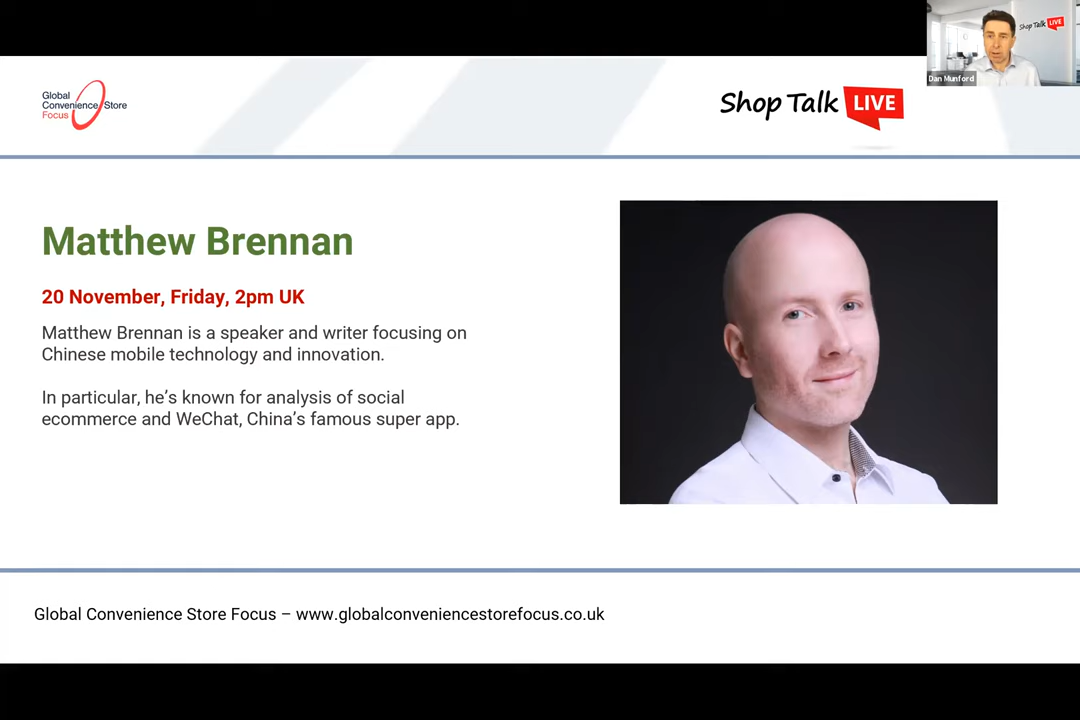 Shop Talk LIVE
Dan Munford
Global
Convenience Store
Focus
Shop Talk LIVE
Matthew Brennan
20 November, Friday, 2pm UK
Matthew Brennan is a speaker and writer focusing on
Chinese mobile technology and innovation.
In particular, he’s known for analysis of social
ecommerce and WeChat, China’s famous super app.
Global Convenience Store Focus – www.globalconveniencestorefocus.co.uk